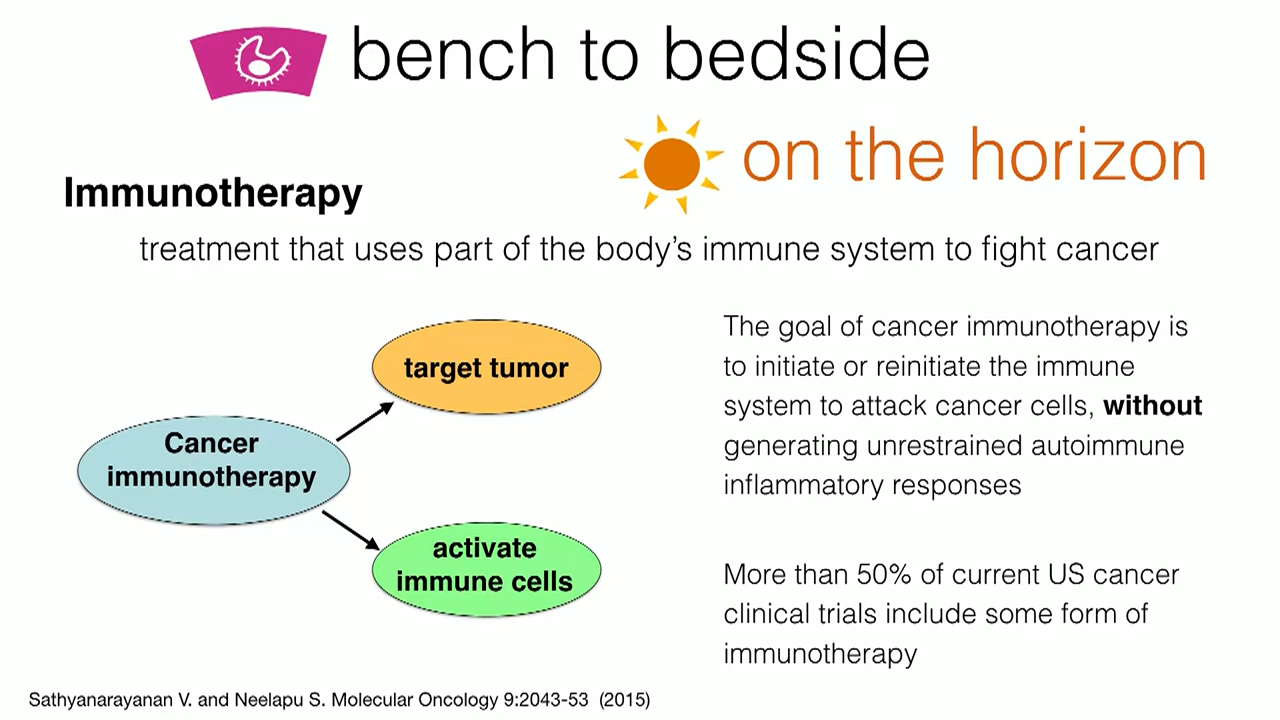 bench to bedside
on the horizon
Immunotherapy
treatment that uses part of the body’s immune system to fight cancer
target tumor
Cancer
immunotherapy
activate
immune cells
The goal of cancer immunotherapy is
to initiate or reinitiate the immune
system to attack cancer cells, without
generating unrestrained autoimmune
inflammatory responses
More than 50% of current US cancer
clinical trials include some form of
immunotherapy
Sathyanarayanan V. and Neelapu S. Molecular Oncology 9:2043-53 (2015)